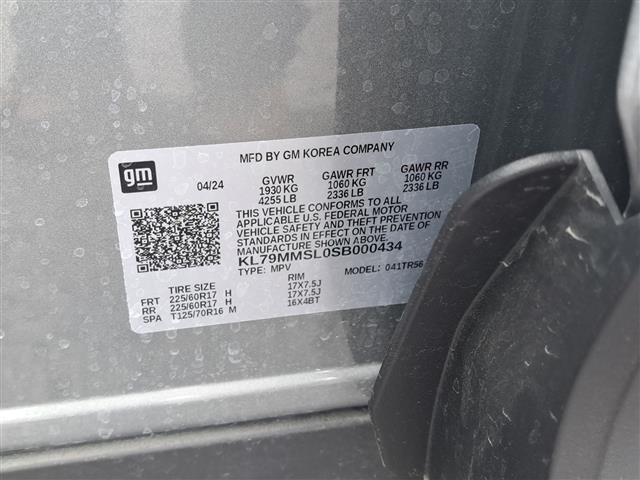 gm
MFD BY GM KOREA COMPANY
04/24
GVWR GAWR FRT GAWR RR
1930 KG 1060 KG 1060 KG
4255 LB 2336 LB 2336 LB
THIS VEHICLE CONFORMS TO ALL
APPLICABLE U.S. FEDERAL MOTOR
VEHICLE SAFETY AND THEFT PREVENTION
STANDARDS IN EFFECT ON THE DATE OF
MANUFACTURE SHOWN ABOVE.
KL79MMSL0SB000434
TYPE: MPV MODEL: 041TR56
TIRE SIZE RIM
FRT 225/60R17 H 17X7.5J
RR 225/60R17 H 17X7.5J
SPA T125/70R16 M 16X4BT